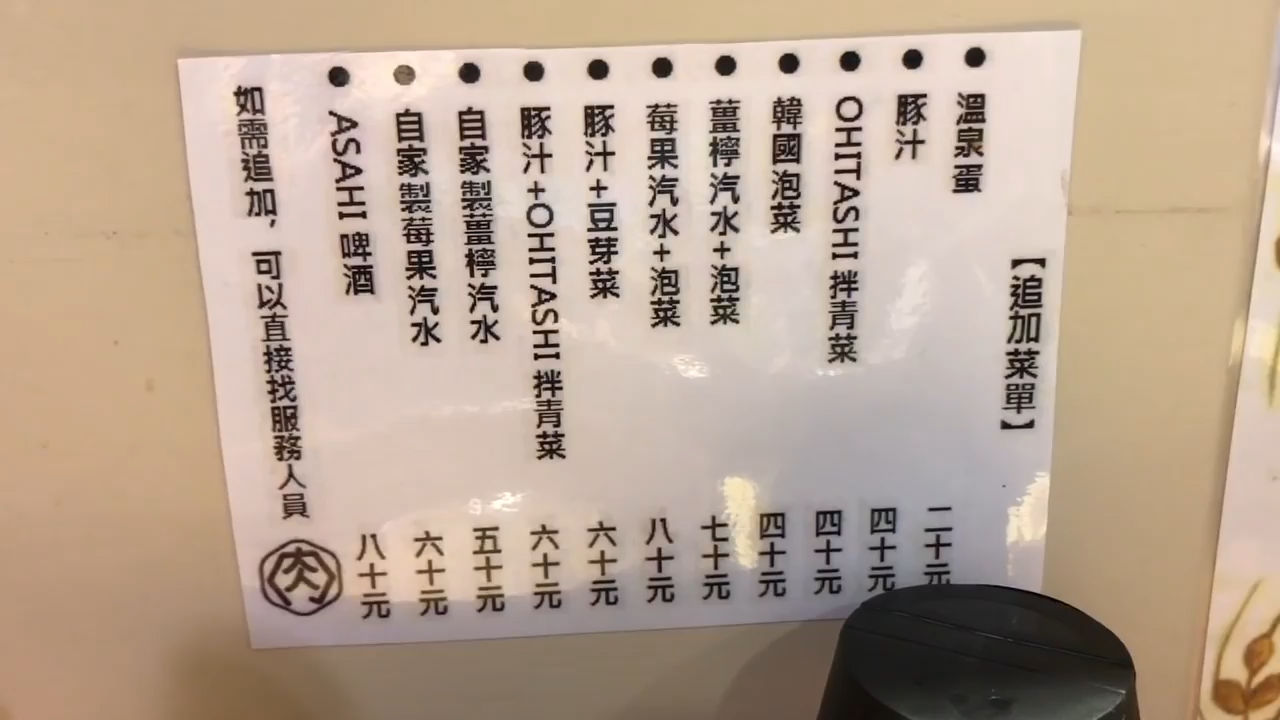 【追加菜單】
溫泉蛋 二十元
豚汁 四十元
OHITASHI 拌青菜 四十元
韓國泡菜 四十元
薑檸汽水+泡菜 七十元
莓果汽水+泡菜 八十元
豚汁+豆芽菜 六十元
豚汁+OHITASHI 拌青菜 六十元
自家製薑檸汽水 五十元
自家製莓果汽水 六十元
ASAHI 啤酒 八十元
如需追加，可以直接找服務人員
肉